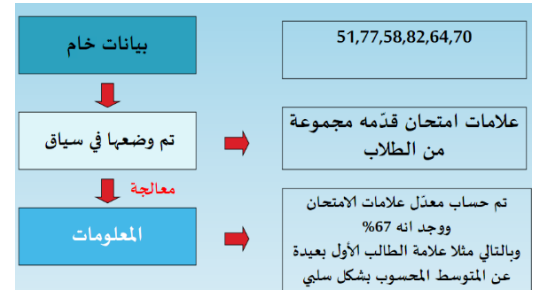 بيانات خام
51,77,58,82,64,70
تم وضعها في سياق
علامات امتحان قدّمه مجموعة
من الطلاب
معالجة
المعلومات
تم حساب معدّل علامات الامتحان
ووجد انه 67%
وبالتالي مثلا علامة الطالب الأول بعيدة
عن المتوسط المحسوب بشكل سلبي